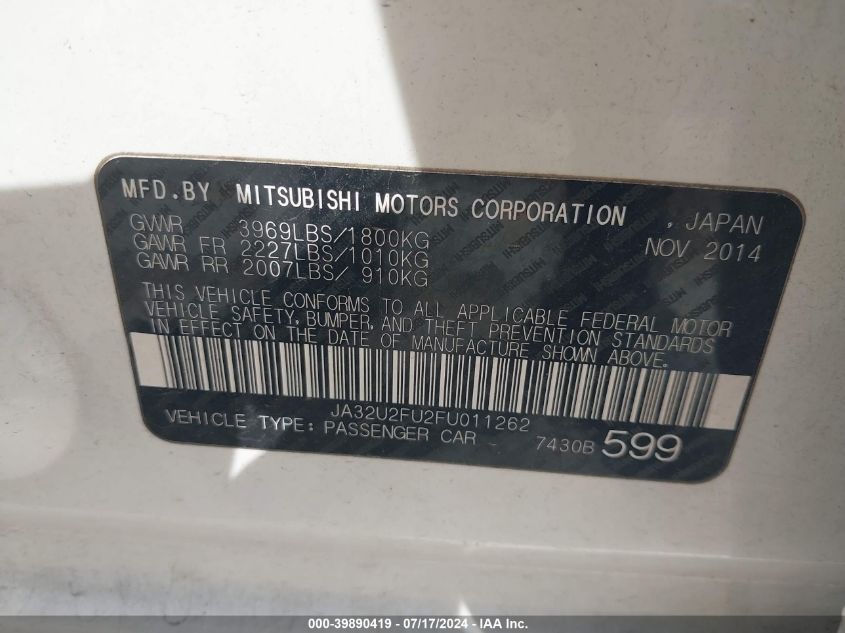 MFD.BY MITSUBISHI MOTORS CORPORATION , JAPAN
GVWR 3969LBS/1800KG NOV 2014
GAWR FR 2227LBS/1010KG
GAWR RR 2007LBS/ 910KG
THIS VEHICLE CONFORMS TO ALL APPLICABLE FEDERAL MOTOR
VEHICLE SAFETY, BUMPER, AND THEFT PREVENTION STANDARDS
IN EFFECT ON THE DATE OF MANUFACTURE SHOWN ABOVE.
JA32U2FU2FU011262
VEHICLE TYPE: PASSENGER CAR 7430B 599
000-39890419 - 07/17/2024 - IAA Inc.